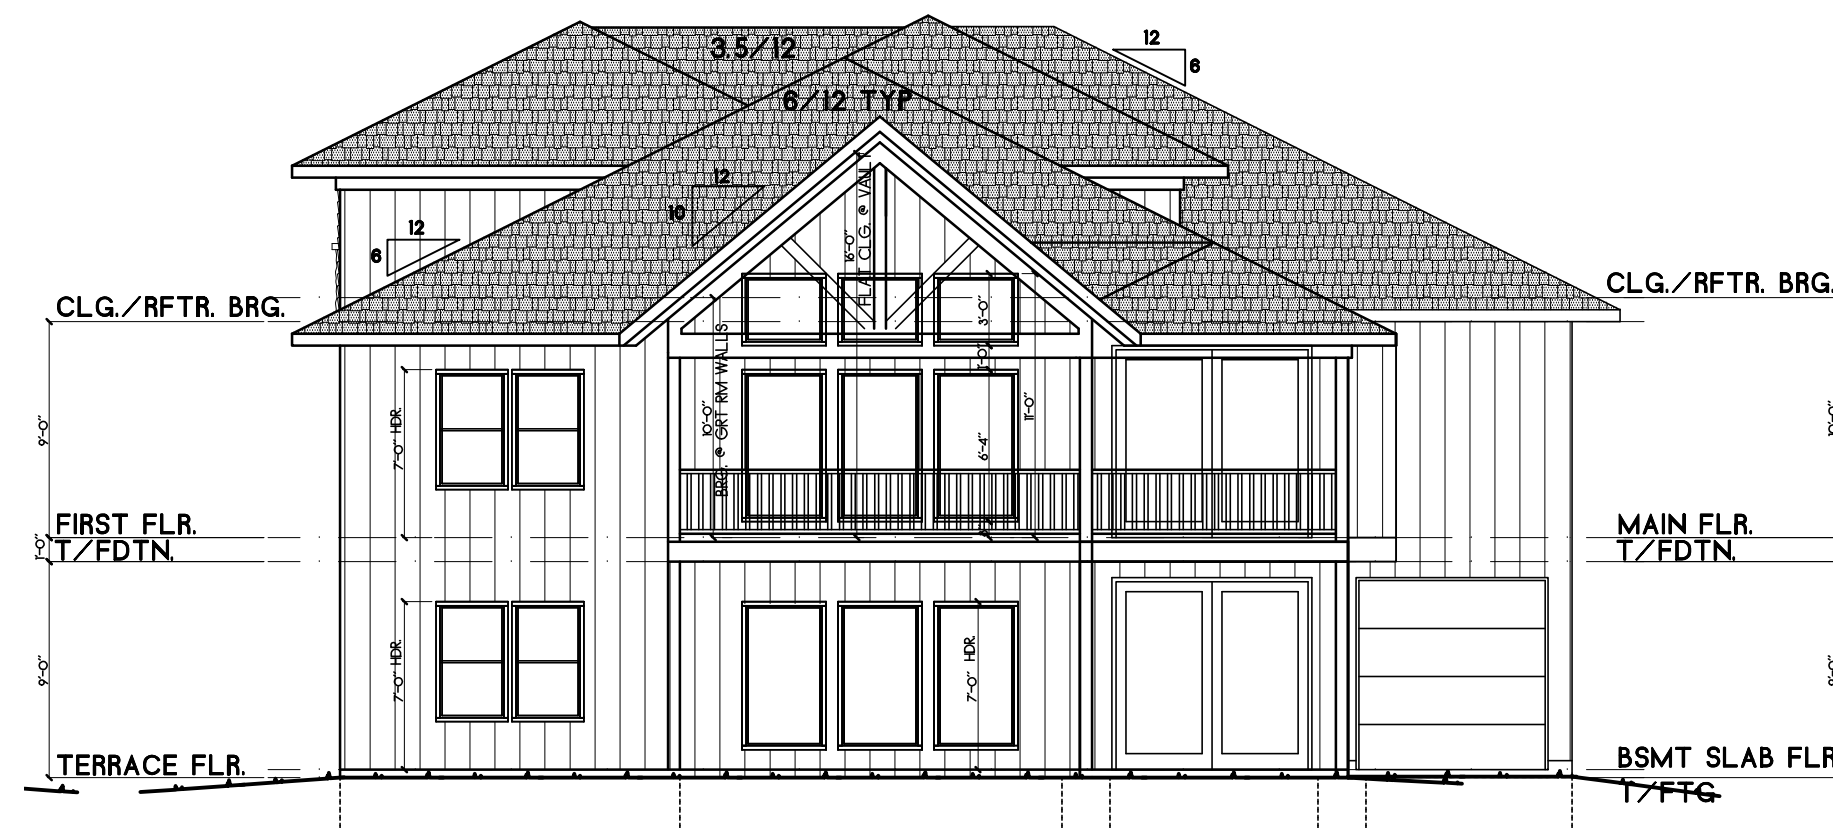 3.5/12
12
6
6/12 TYP
12
10
12
6
16'-0"
FLAT CLG. @
CLG./RFTR. BRG.
CLG./RFTR. BRG.
3'-0"
1'-0"
10'-0"
BRG. @ GRT RM WALLS
6'-4"
11'-0"
9'-0"
7'-0" HDR.
FIRST FLR.
T/FDTN.
1'-0"
MAIN FLR.
T/FDTN.
9'-0"
7'-0" HDR.
7'-0" HDR.
TERRACE FLR.
BSMT SLAB FLR
T/FTG